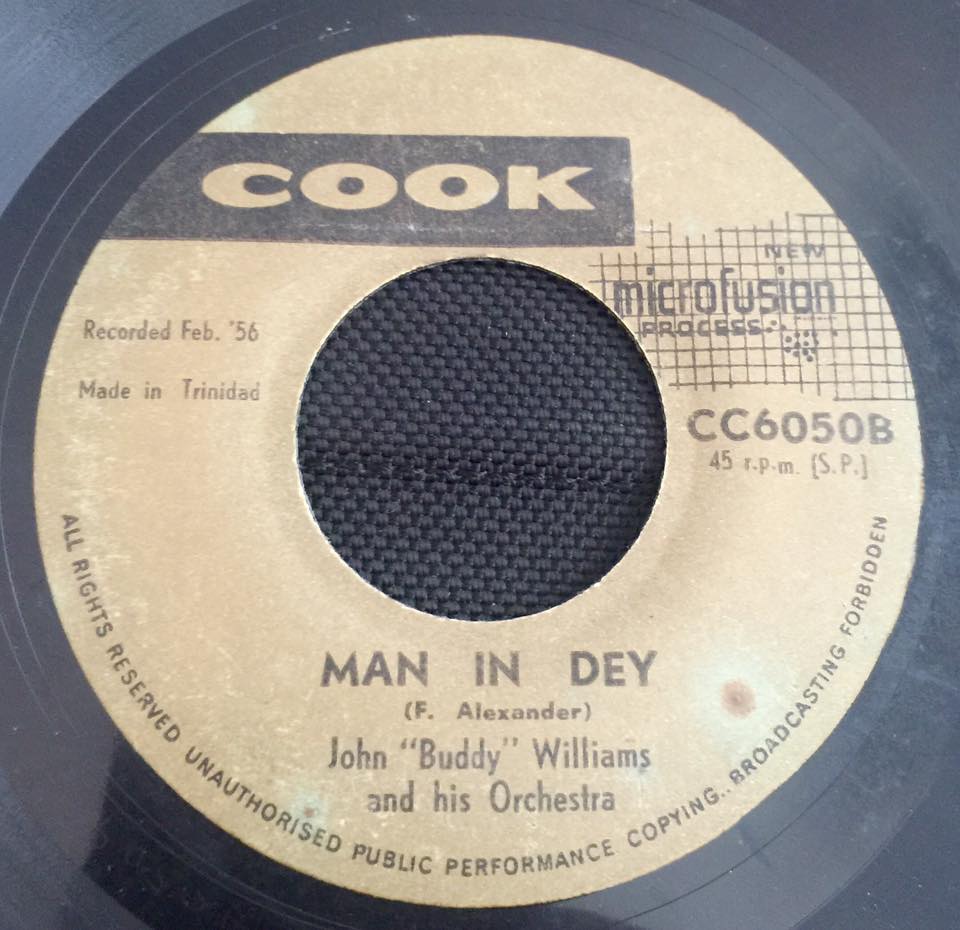 COOK
NEW
microfusion
PROCESS
Recorded Feb. '56
Made in Trinidad
CC6050B
45 r.p.m. [S.P.]
MAN IN DEY
(F. Alexander)
John "Buddy" Williams
and his Orchestra
ALL RIGHTS RESERVED UNAUTHORISED PUBLIC PERFORMANCE COPYING.. BROADCASTING FORBIDDEN